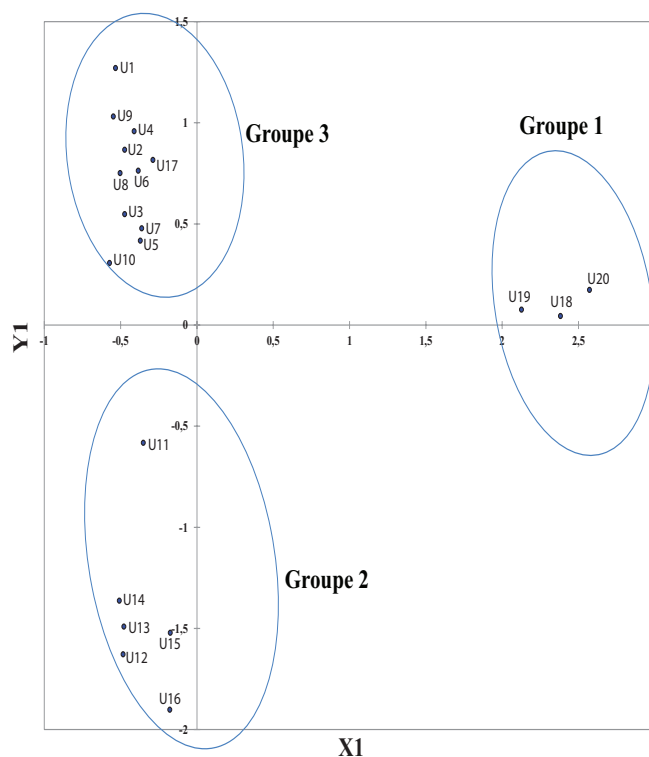 1,5
U1
U9
U4
1
Groupe 3
Groupe 1
U2
U17
U8
U6
U3
0,5
U7
U5
U10
U20
U19
U18
Y1
0
-1
-0,5
0
0,5
1
1,5
2
2,5
-0,5
U11
-1
Groupe 2
U14
U13
-1,5
U15
U12
U16
-2
X1